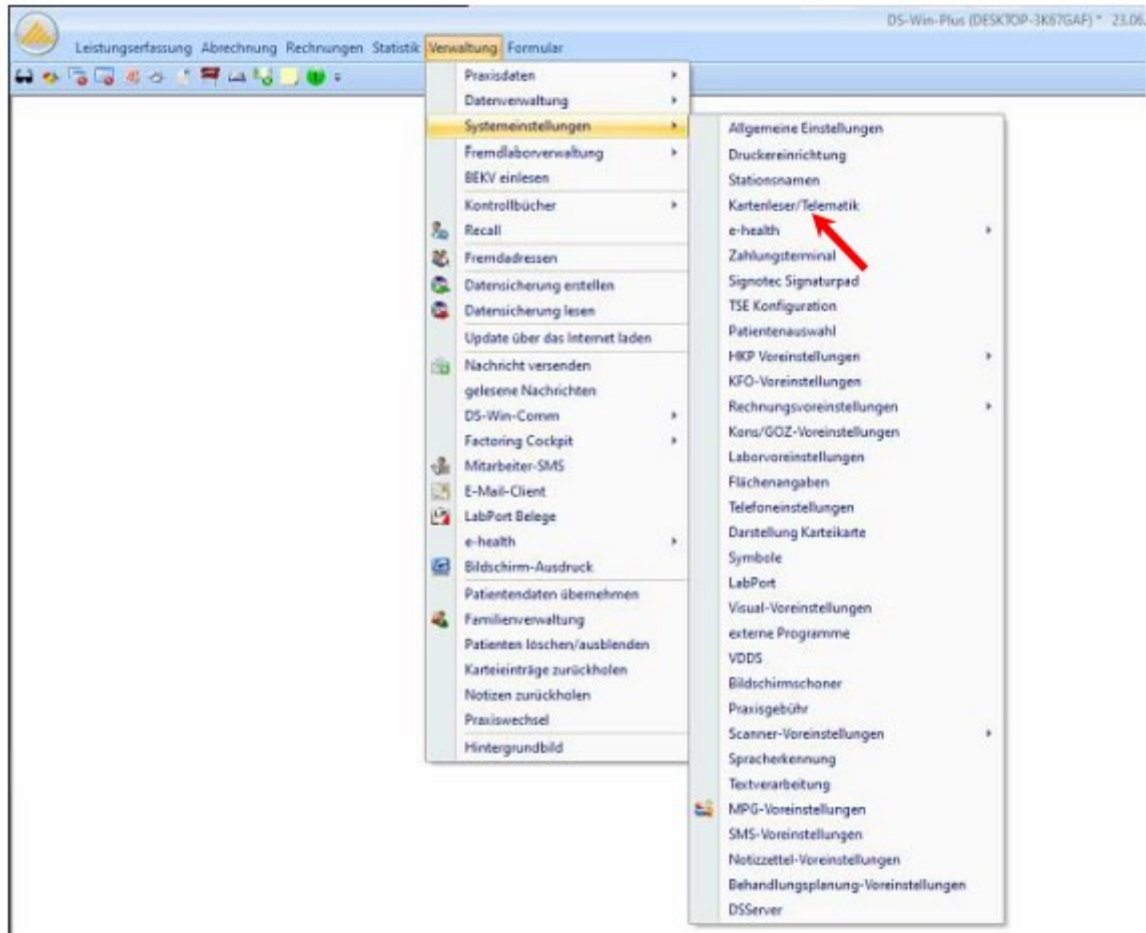 DS-Win-Plus (DESKTOP-3K67GAF) * 23.06.
Leistungserfassung Abrechnung Rechnungen Statistik Verwaltung Formular
Praxisdaten
Datenverwaltung
Systemeinstellungen
Fremdlaborverwaltung
BEKV einlesen
Kontrollbücher
Recall
Fremdadressen
Datensicherung erstellen
Datensicherung lesen
Update über das Internet laden
Nachricht versenden
gelesene Nachrichten
DS-Win-Comm
Factoring Cockpit
Mitarbeiter-SMS
E-Mail-Client
LabPort Belege
e-health
Bildschirm-Ausdruck
Patientendaten übernehmen
Familienverwaltung
Patienten löschen/ausblenden
Karteieinträge zurückholen
Notizen zurückholen
Praxiswechsel
Hintergrundbild
Allgemeine Einstellungen
Druckereinrichtung
Stationsnamen
Kartenleser/Telematik
e-health
Zahlungsterminal
Signotec Signaturpad
TSE Konfiguration
Patientenauswahl
HKP Voreinstellungen
KFO-Voreinstellungen
Rechnungsvoreinstellungen
Kons/GOZ-Voreinstellungen
Laborvoreinstellungen
Flächenangaben
Telefoneinstellungen
Darstellung Karteikarte
Symbole
LabPort
Visual-Voreinstellungen
externe Programme
VDDS
Bildschirmschoner
Praxisgebühr
Scanner-Voreinstellungen
Spracherkennung
Textverarbeitung
MPG-Voreinstellungen
SMS-Voreinstellungen
Notizzettel-Voreinstellungen
Behandlungsplanung-Voreinstellungen
DSServer